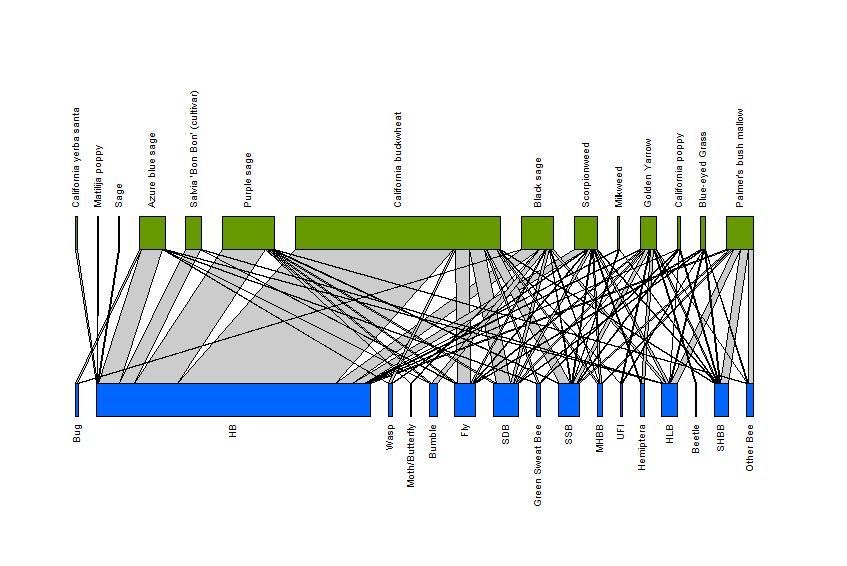 California yerba santa
Matilija poppy
Sage
Azure blue sage
Salvia 'Bon Bon' (cultivar)
Purple sage
California buckwheat
Black sage
Scorpionweed
Milkweed
Golden Yarrow
California poppy
Blue-eyed Grass
Palmer's bush mallow
Bug
HB
Wasp
Moth/Butterfly
Bumble
Fly
SDB
Green Sweat Bee
SSB
MHBB
UFI
Hemiptera
HLB
Beetle
SHBB
Other Bee